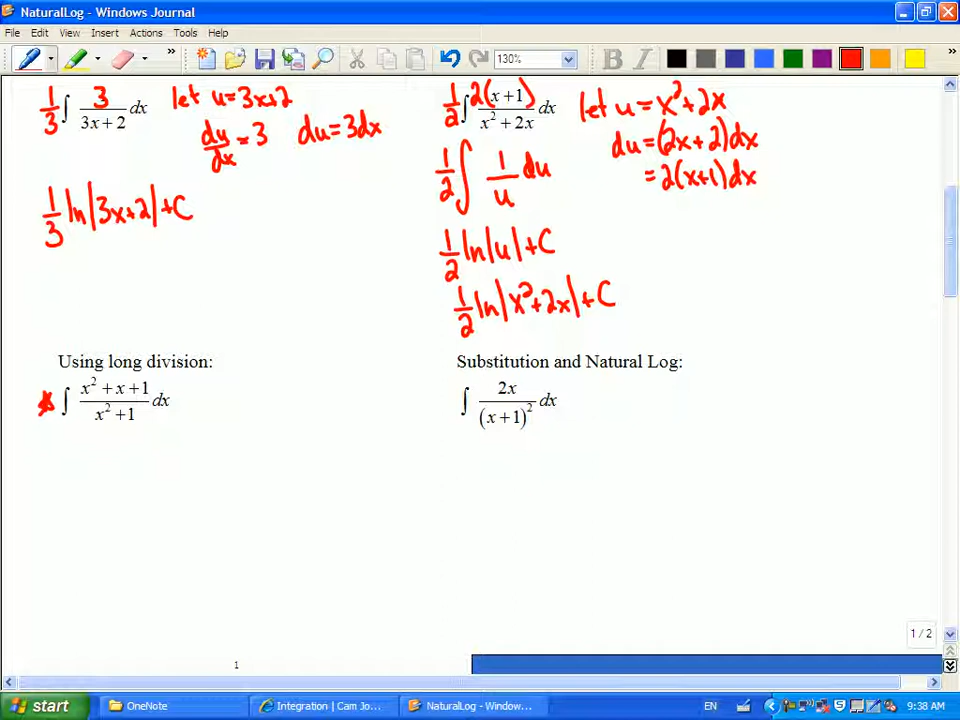 NaturalLog - Windows Journal
File Edit View Insert Actions Tools Help
130%
1/3 ∫ 3/(3x + 2) dx let u = 3x+2
du/dx = 3 du = 3dx
1/3 ln|3x+2| + C
1/2 ∫ 2(x+1)/(x² + 2x) dx let u = x² + 2x
du = (2x+2)dx
= 2(x+1)dx
1/2 ∫ 1/u du
1/2 ln|u| + C
1/2 ln|x²+2x| + C
Using long division:
∫ (x² + x + 1)/(x² + 1) dx
Substitution and Natural Log:
∫ 2x/(x + 1)² dx
1 / 2
1
start OneNote Integration | Cam Jo... NaturalLog - Window... EN 9:38 AM